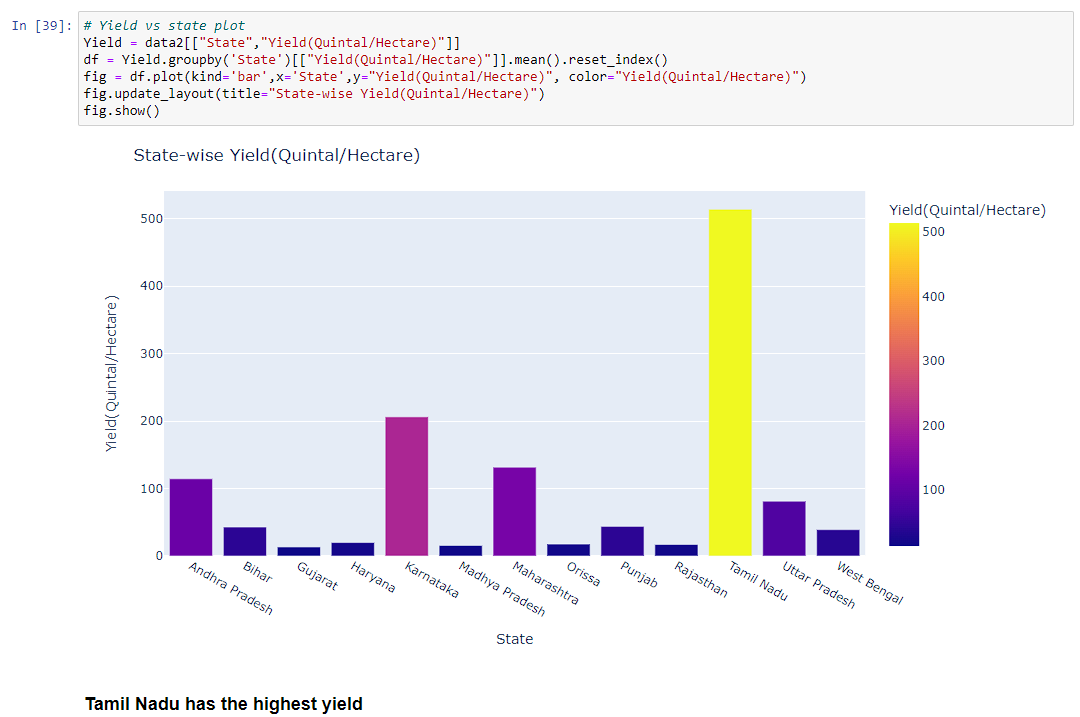 In [39]:
# Yield vs state plot
Yield = data2[["State","Yield(Quintal/Hectare)"]]
df = Yield.groupby('State')[["Yield(Quintal/Hectare)"]].mean().reset_index()
fig = df.plot(kind='bar',x='State',y="Yield(Quintal/Hectare)", color="Yield(Quintal/Hectare)")
fig.update_layout(title="State-wise Yield(Quintal/Hectare)")
fig.show()
State-wise Yield(Quintal/Hectare)
Yield(Quintal/Hectare)
500
400
300
200
100
0
Yield(Quintal/Hectare)
500
400
300
200
100
Andhra Pradesh
Bihar
Gujarat
Haryana
Karnataka
Madhya Pradesh
Maharashtra
Orissa
Punjab
Rajasthan
Tamil Nadu
Uttar Pradesh
West Bengal
State
Tamil Nadu has the highest yield